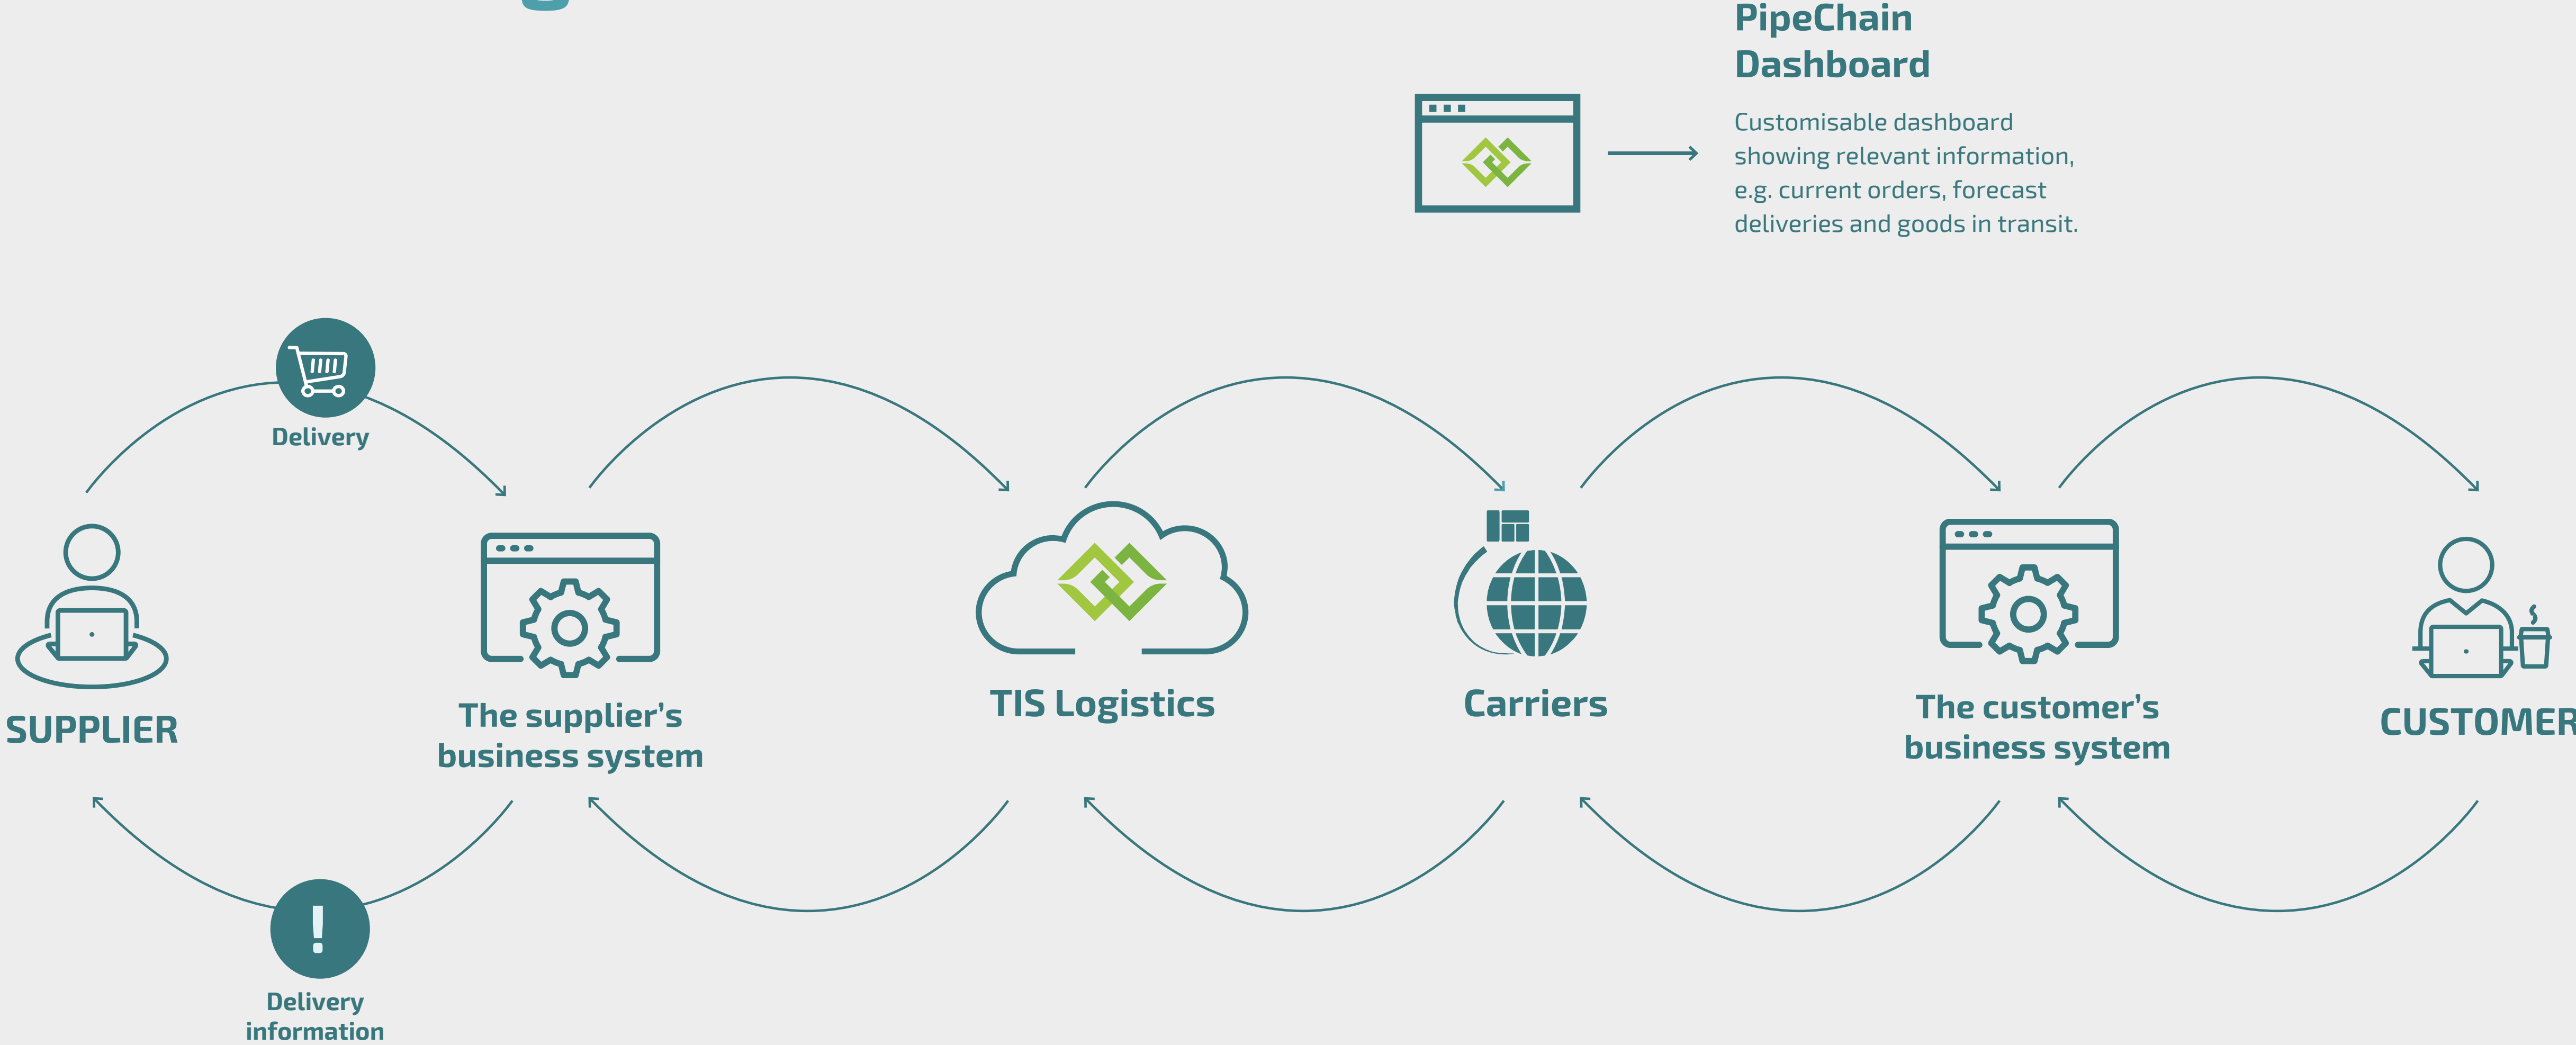 PipeChain
Dashboard
Customisable dashboard
showing relevant information,
e.g. current orders, forecast
deliveries and goods in transit.
Delivery
SUPPLIER
The supplier’s
business system
TIS Logistics
Carriers
The customer’s
business system
CUSTOMER
Delivery
information